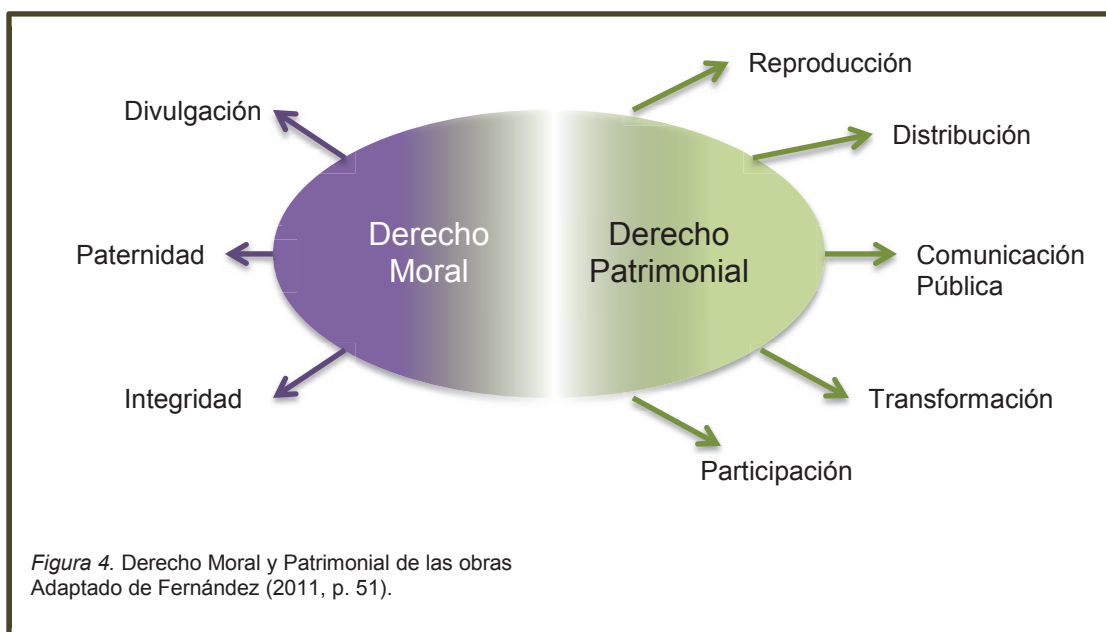 Divulgación
Paternidad
Integridad
Derecho
Moral
Derecho
Patrimonial
Reproducción
Distribución
Comunicación
Pública
Transformación
Participación
Figura 4. Derecho Moral y Patrimonial de las obras
Adaptado de Fernández (2011, p. 51).